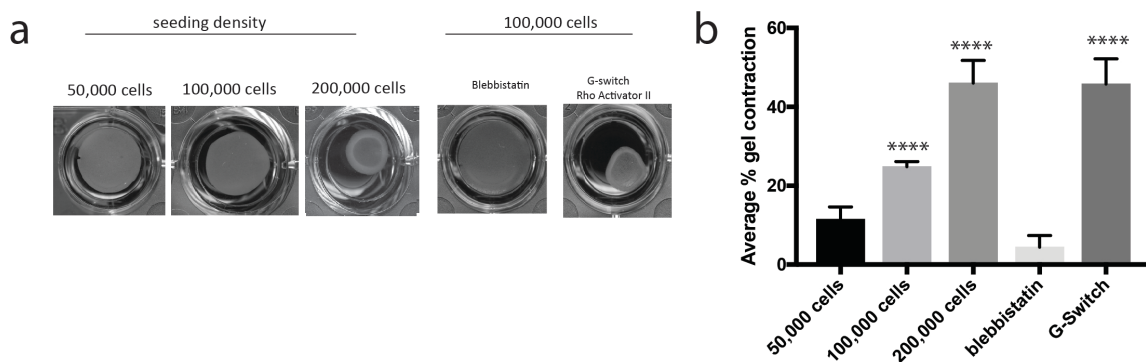 a
seeding density
100,000 cells
50,000 cells
100,000 cells
200,000 cells
Blebbistatin
G-switch
Rho Activator II
b
Average % gel contraction
60
40
20
0
****
****
****
50,000 cells
100,000 cells
200,000 cells
blebbistatin
G-Switch